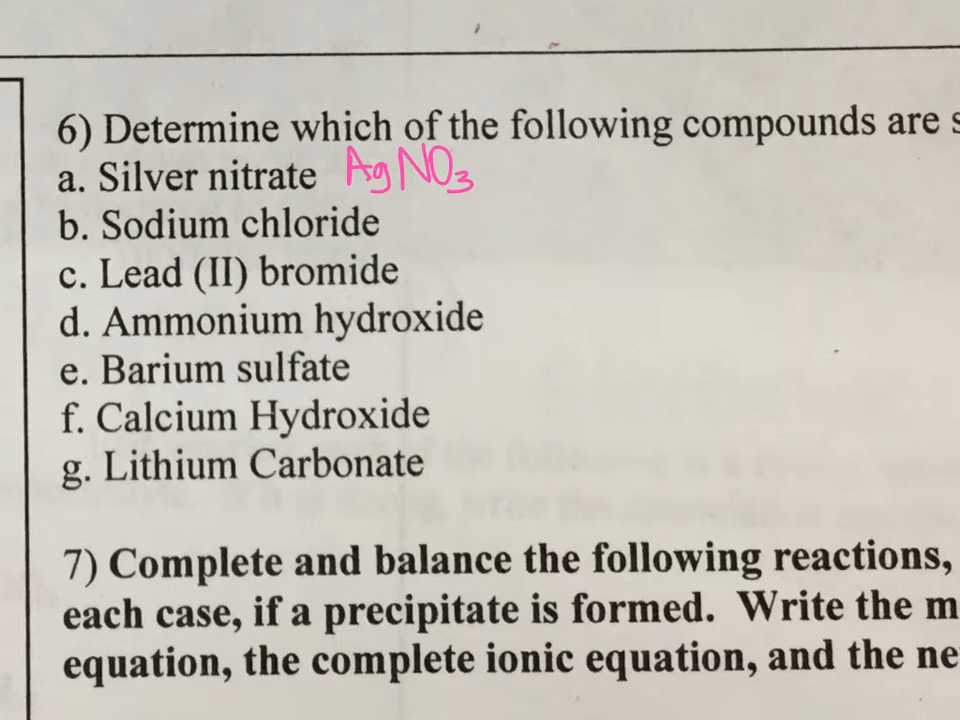 6) Determine which of the following compounds are s
a. Silver nitrate AgNO3
b. Sodium chloride
c. Lead (II) bromide
d. Ammonium hydroxide
e. Barium sulfate
f. Calcium Hydroxide
g. Lithium Carbonate
7) Complete and balance the following reactions,
each case, if a precipitate is formed. Write the m
equation, the complete ionic equation, and the ne